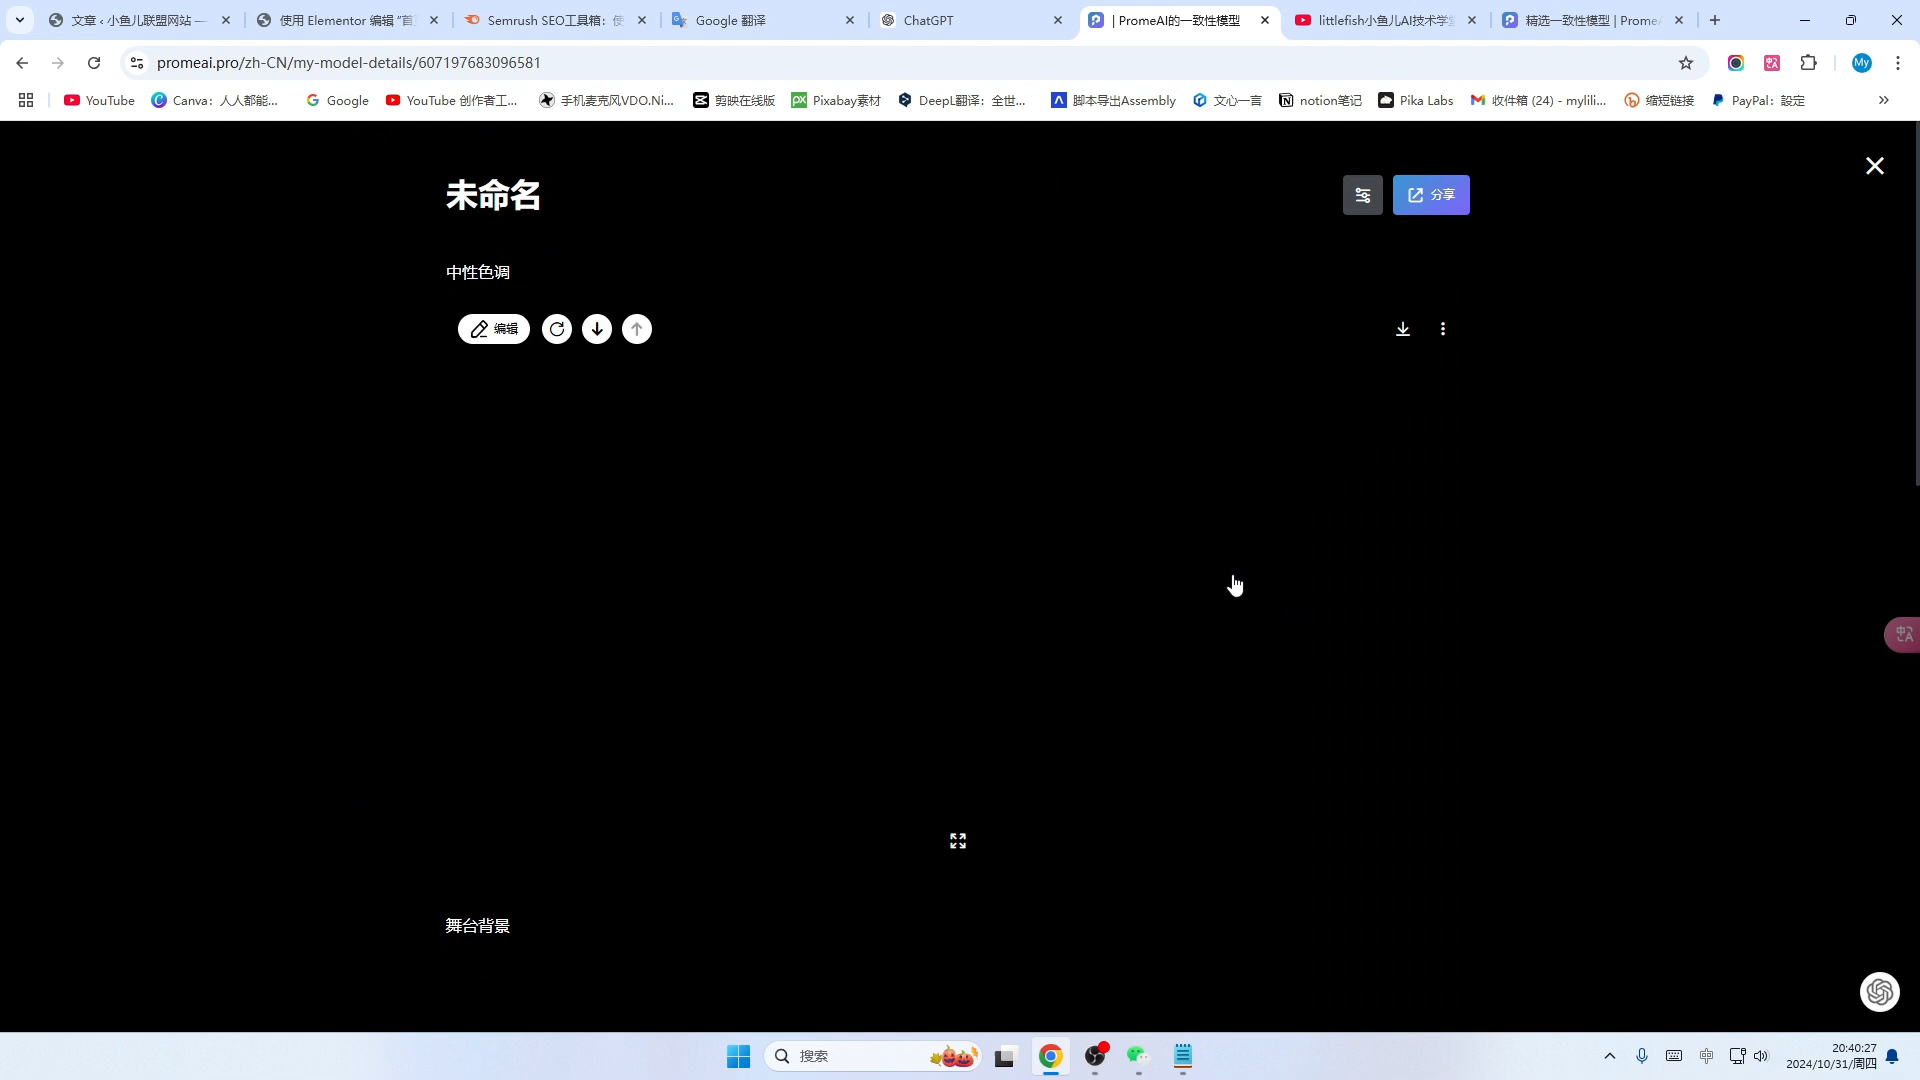 文章 ‹ 小鱼儿联盟网站 —
使用 Elementor 编辑 “首
Semrush SEO工具箱：使
Google 翻译
ChatGPT
| PromeAI的一致性模型
littlefish小鱼儿AI技术学
精选一致性模型 | Prome
promeai.pro/zh-CN/my-model-details/607197683096581
My
YouTube
Canva：人人都能...
Google
YouTube 创作者工...
手机麦克风VDO.Ni...
剪映在线版
Pixabay素材
DeepL翻译：全世...
脚本导出Assembly
文心一言
notion笔记
Pika Labs
收件箱 (24) - mylili...
缩短链接
PayPal：設定
未命名
分享
中性色调
编辑
舞台背景
搜索
中
20:40:27
2024/10/31/周四